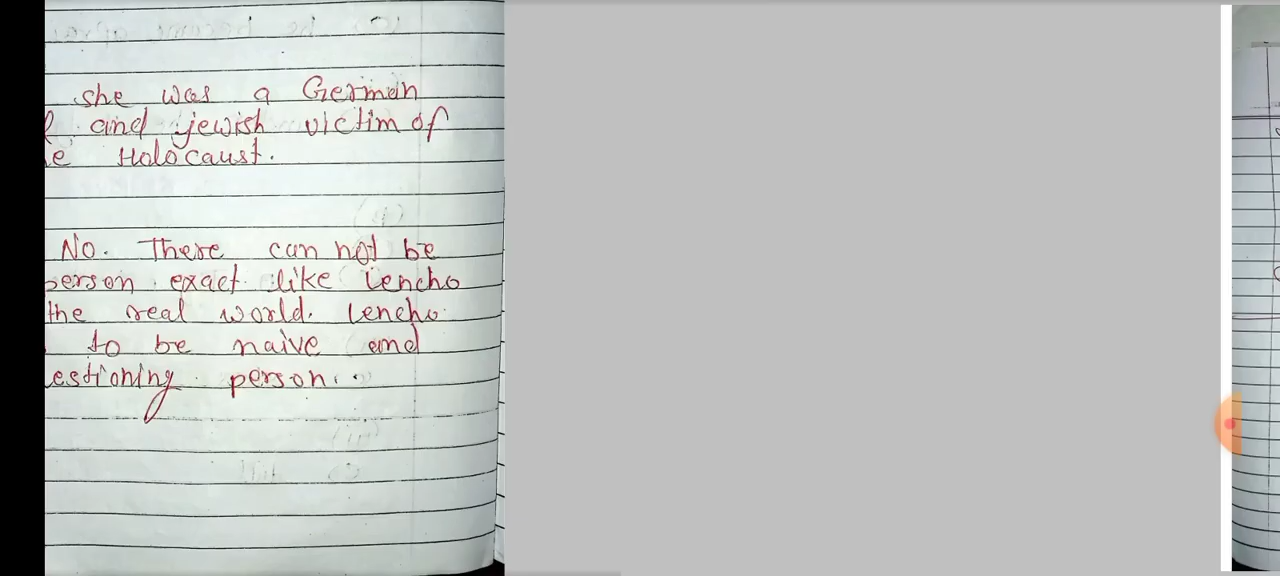 she was a German
and jewish victim of
e Holocaust.
No. There can not be
person exact like Lencho
the real world. Lencho
to be naive and
estioning person.